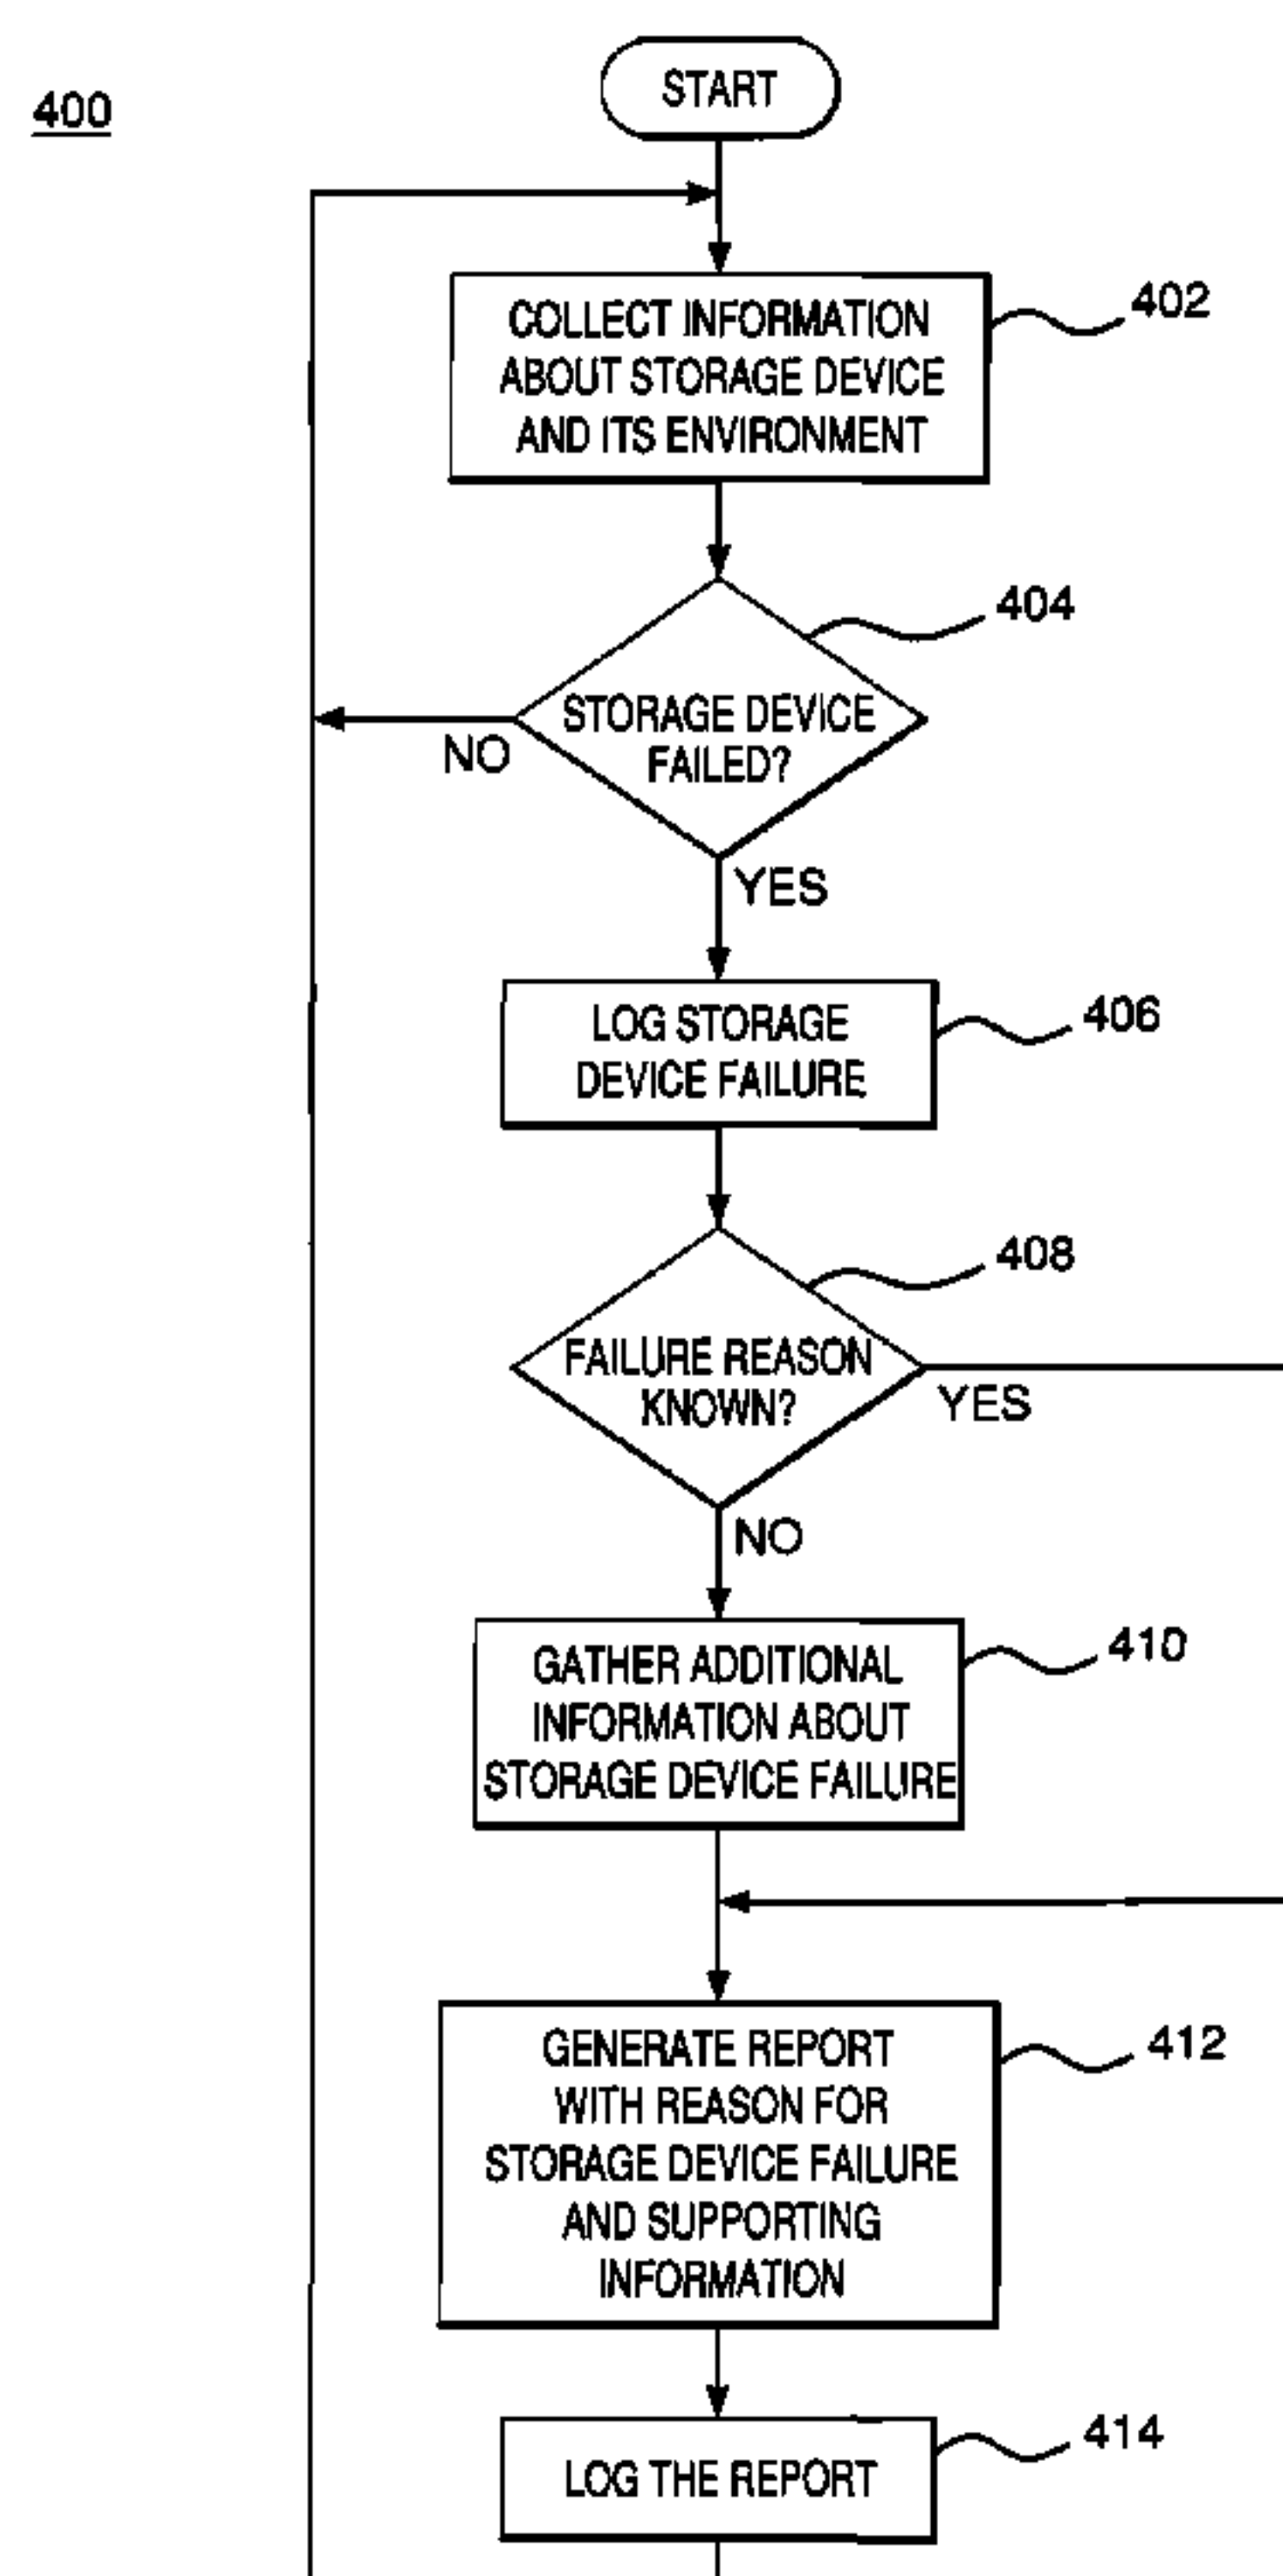 400
START
COLLECT INFORMATION
ABOUT STORAGE DEVICE
AND ITS ENVIRONMENT
402
404
STORAGE DEVICE
FAILED?
NO
YES
LOG STORAGE
DEVICE FAILURE
406
408
FAILURE REASON
KNOWN?
YES
NO
GATHER ADDITIONAL
INFORMATION ABOUT
STORAGE DEVICE FAILURE
410
GENERATE REPORT
WITH REASON FOR
STORAGE DEVICE FAILURE
AND SUPPORTING
INFORMATION
412
LOG THE REPORT
414